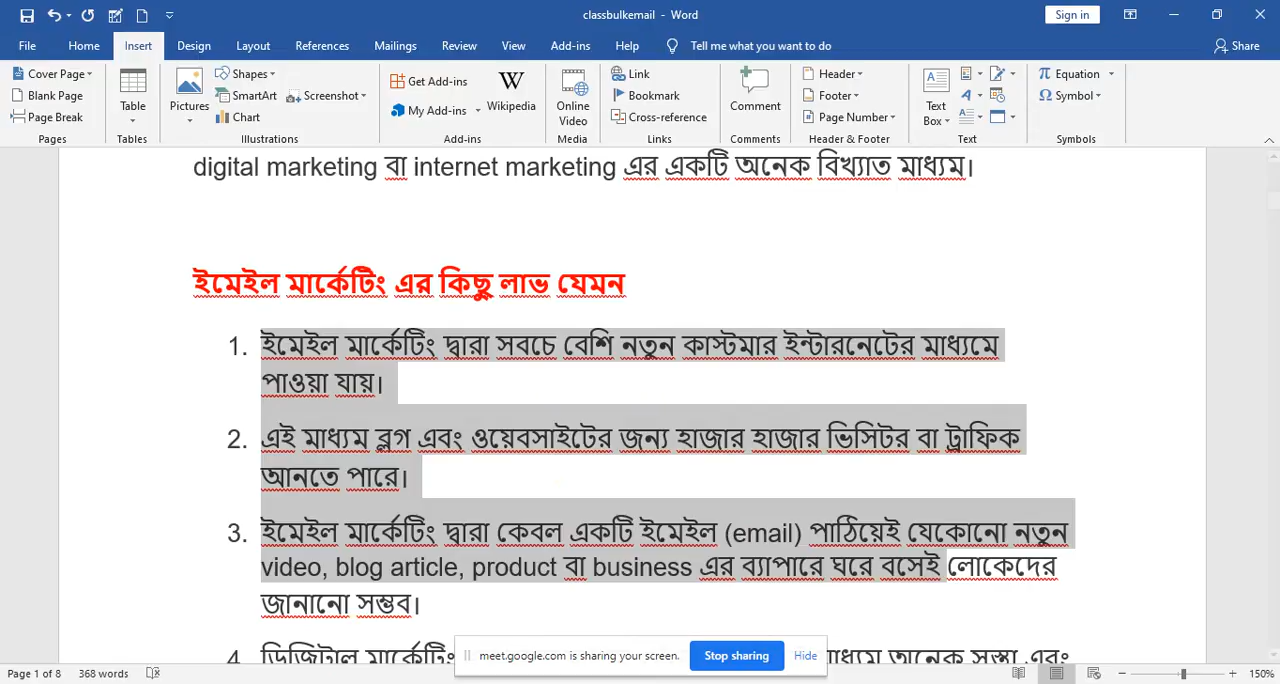 classbulkemail - Word
Sign in
File Home Insert Design Layout References Mailings Review View Add-ins Help Tell me what you want to do Share
Cover Page
Blank Page
Page Break
Pages
Table
Tables
Pictures
Shapes
SmartArt
Chart
Screenshot
Illustrations
Get Add-ins
My Add-ins
W
Wikipedia
Add-ins
Online
Video
Media
Link
Bookmark
Cross-reference
Links
Comment
Comments
Header
Footer
Page Number
Header & Footer
Text
Box
Text
Equation
Symbol
Symbols
digital marketing বা internet marketing এর একটি অনেক বিখ্যাত মাধ্যম।
ইমেইল মার্কেটিং এর কিছু লাভ যেমন
1. ইমেইল মার্কেটিং দ্বারা সবচে বেশি নতুন কাস্টমার ইন্টারনেটের মাধ্যমে
পাওয়া যায়।
2. এই মাধ্যম ব্লগ এবং ওয়েবসাইটের জন্য হাজার হাজার ভিসিটর বা ট্রাফিক
আনতে পারে।
3. ইমেইল মার্কেটিং দ্বারা কেবল একটি ইমেইল (email) পাঠিয়েই যেকোনো নতুন
video, blog article, product বা business এর ব্যাপারে ঘরে বসেই লোকেদের
জানানো সম্ভব।
4. ডিজিটাল মার্কেটিং মাধ্যমে অনেক সস্তা এবং
meet.google.com is sharing your screen. Stop sharing Hide
Page 1 of 8 368 words 150%